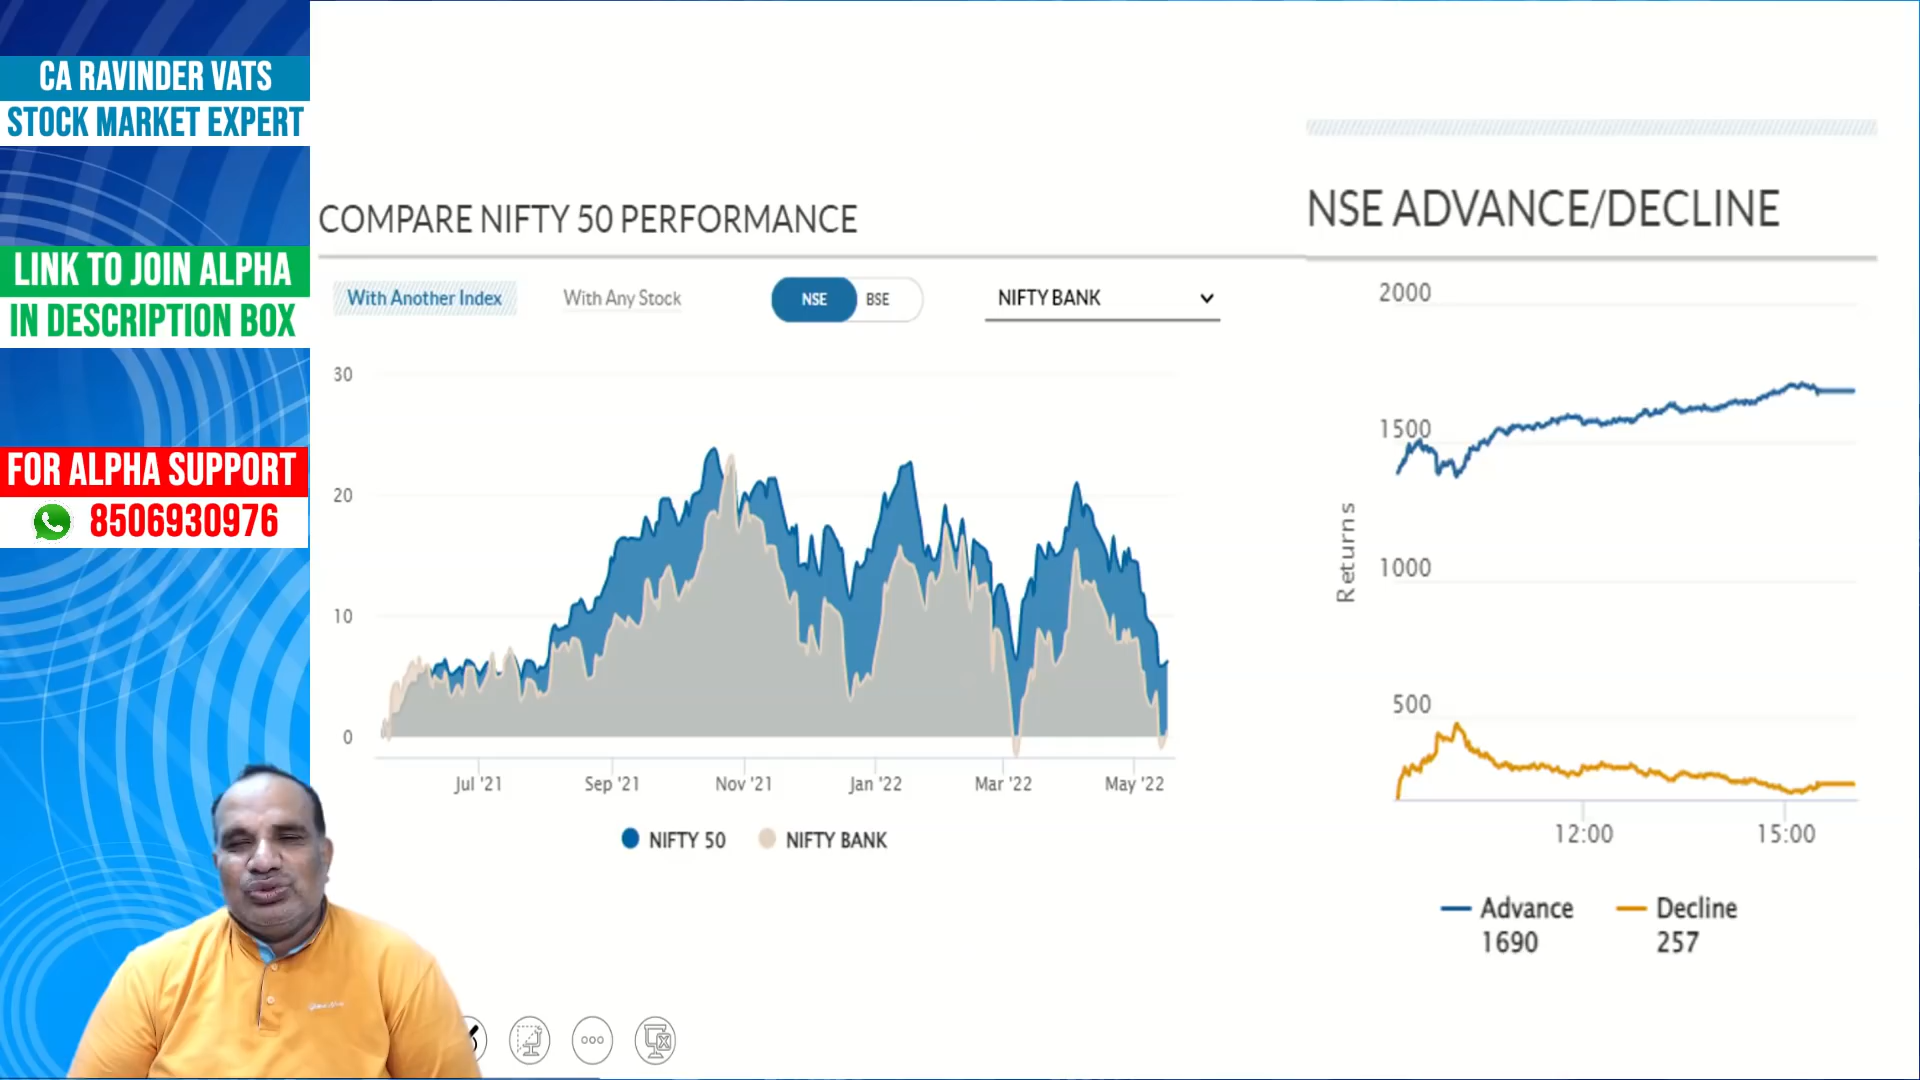 CA RAVINDER VATS
STOCK MARKET EXPERT
LINK TO JOIN ALPHA
IN DESCRIPTION BOX
FOR ALPHA SUPPORT
8506930976
COMPARE NIFTY 50 PERFORMANCE
With Another Index
With Any Stock
NSE
BSE
NIFTY BANK
30
20
10
0
Jul '21
Sep '21
Nov '21
Jan '22
Mar '22
May '22
NIFTY 50
NIFTY BANK
NSE ADVANCE/DECLINE
2000
1500
1000
500
Returns
12:00
15:00
Advance
1690
Decline
257